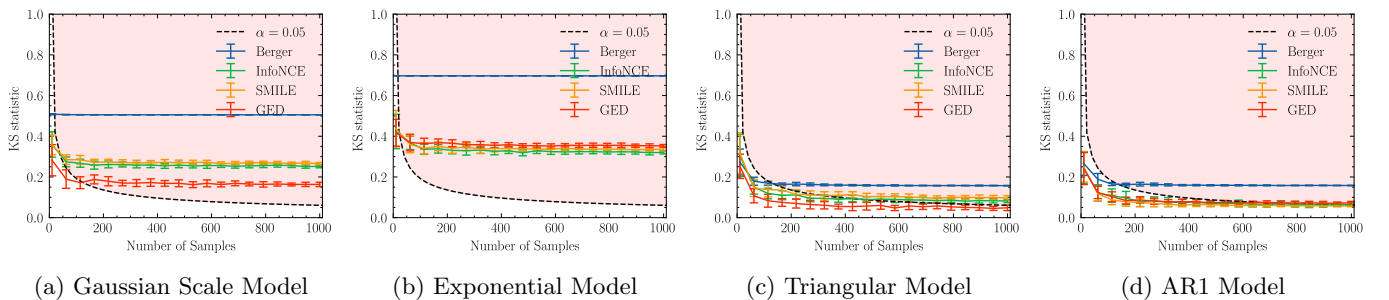 1.0
0.8
0.6
0.4
0.2
0.0
KS statistic
0 200 400 600 800 1000
Number of Samples
α = 0.05
Berger
InfoNCE
SMILE
GED
(a) Gaussian Scale Model
1.0
0.8
0.6
0.4
0.2
0.0
KS statistic
0 200 400 600 800 1000
Number of Samples
α = 0.05
Berger
InfoNCE
SMILE
GED
(b) Exponential Model
1.0
0.8
0.6
0.4
0.2
0.0
KS statistic
0 200 400 600 800 1000
Number of Samples
α = 0.05
Berger
InfoNCE
SMILE
GED
(c) Triangular Model
1.0
0.8
0.6
0.4
0.2
0.0
KS statistic
0 200 400 600 800 1000
Number of Samples
α = 0.05
Berger
InfoNCE
SMILE
GED
(d) AR1 Model